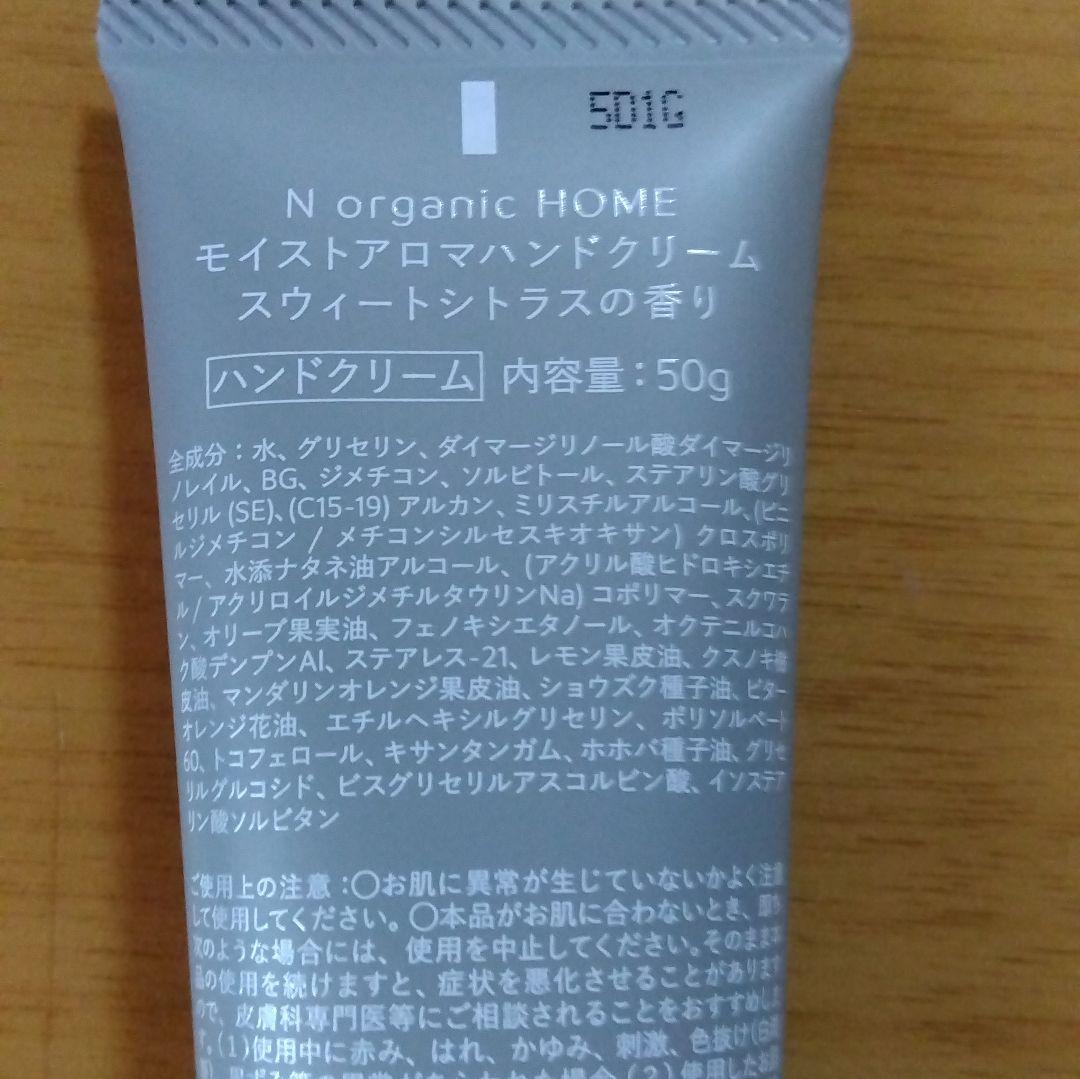 5D1G
N organic HOME
モイストアロマハンドクリーム
スウィートシトラスの香り
ハンドクリーム 内容量：50g
全成分：水、グリセリン、ダイマージリノール酸ダイマージリ
ノレイル、BG、ジメチコン、ソルビトール、ステアリン酸グリ
セリル (SE)、(C15-19) アルカン、ミリスチルアルコール、(ビニ
ルジメチコン / メチコンシルセスキオキサン) クロスポリ
マー、水添ナタネ油アルコール、(アクリル酸ヒドロキシエチ
ル / アクリロイルジメチルタウリンNa) コポリマー、スクワラ
ン、オリーブ果実油、フェノキシエタノール、オクテニルコハ
ク酸デンプンAl、ステアレス-21、レモン果皮油、クスノキ樹
皮油、マンダリンオレンジ果皮油、ショウズク種子油、ビター
オレンジ花油、エチルヘキシルグリセリン、ポリソルベート
60、トコフェロール、キサンタンガム、ホホバ種子油、グリセ
リルグルコシド、ビスグリセリルアスコルビン酸、イソステア
リン酸ソルビタン
ご使用上の注意：〇お肌に異常が生じていないかよく注意
して使用してください。〇本品がお肌に合わないとき、即ち
次のような場合には、使用を中止してください。そのまま本
品の使用を続けますと、症状を悪化させることがあります
ので、皮膚科専門医等にご相談されることをおすすめしま
す。(1)使用中に赤み、はれ、かゆみ、刺激、色抜け(白斑